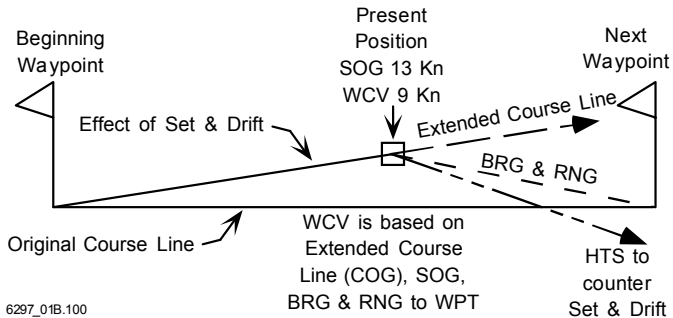 Beginning
Waypoint
Present
Position
SOG 13 Kn
WCV 9 Kn
Next
Waypoint
Effect of Set & Drift
Extended Course Line
BRG & RNG
Original Course Line
WCV is based on
Extended Course
Line (COG), SOG,
BRG & RNG to WPT
HTS to
counter
Set & Drift
6297_01B.100